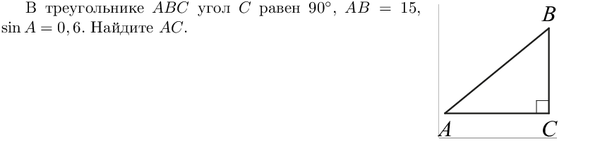 В треугольнике ABC угол C равен 90°, AB = 15,
sin A = 0,6. Найдите AC.
B
A
C